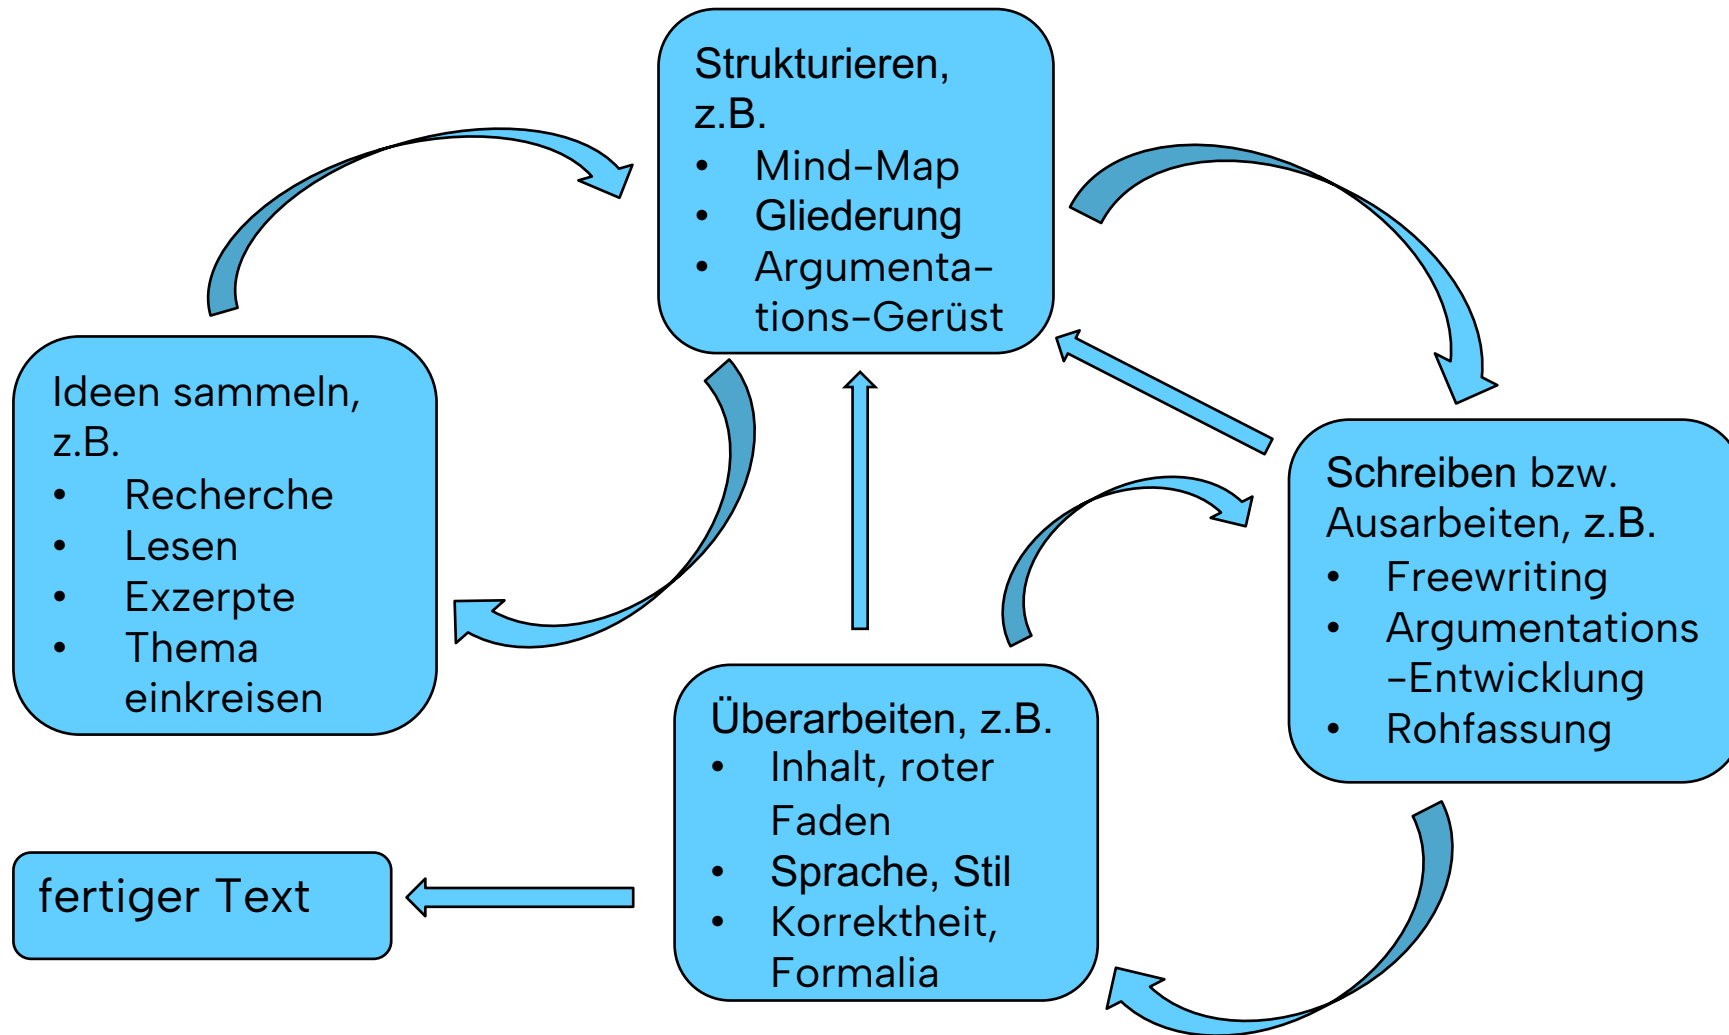 Strukturieren,
z.B.
• Mind-Map
• Gliederung
• Argumenta-
tions-Gerüst
Ideen sammeln,
z.B.
• Recherche
• Lesen
• Exzerpte
• Thema
einkreisen
Schreiben bzw.
Ausarbeiten, z.B.
• Freewriting
• Argumentations
-Entwicklung
• Rohfassung
Überarbeiten, z.B.
• Inhalt, roter
Faden
• Sprache, Stil
• Korrektheit,
Formalia
fertiger Text